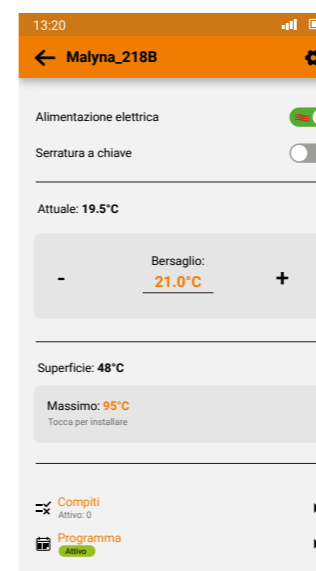 13:20
Malyna_218B
Alimentazione elettrica
Serratura a chiave
Attuale: 19.5°C
Bersaglio:
- 21.0°C +
Superficie: 48°C
Massimo: 95°C
Tocca per installare
Compiti
Attivo: 0
Programma
Attivo